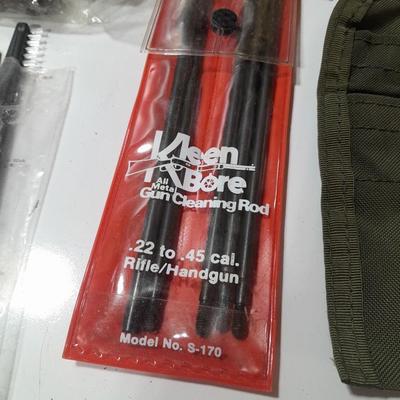 Kleen
Bore
All
Metal
Gun Cleaning Rod
.22 to .45 cal.
Rifle/Handgun
Model No. S-170